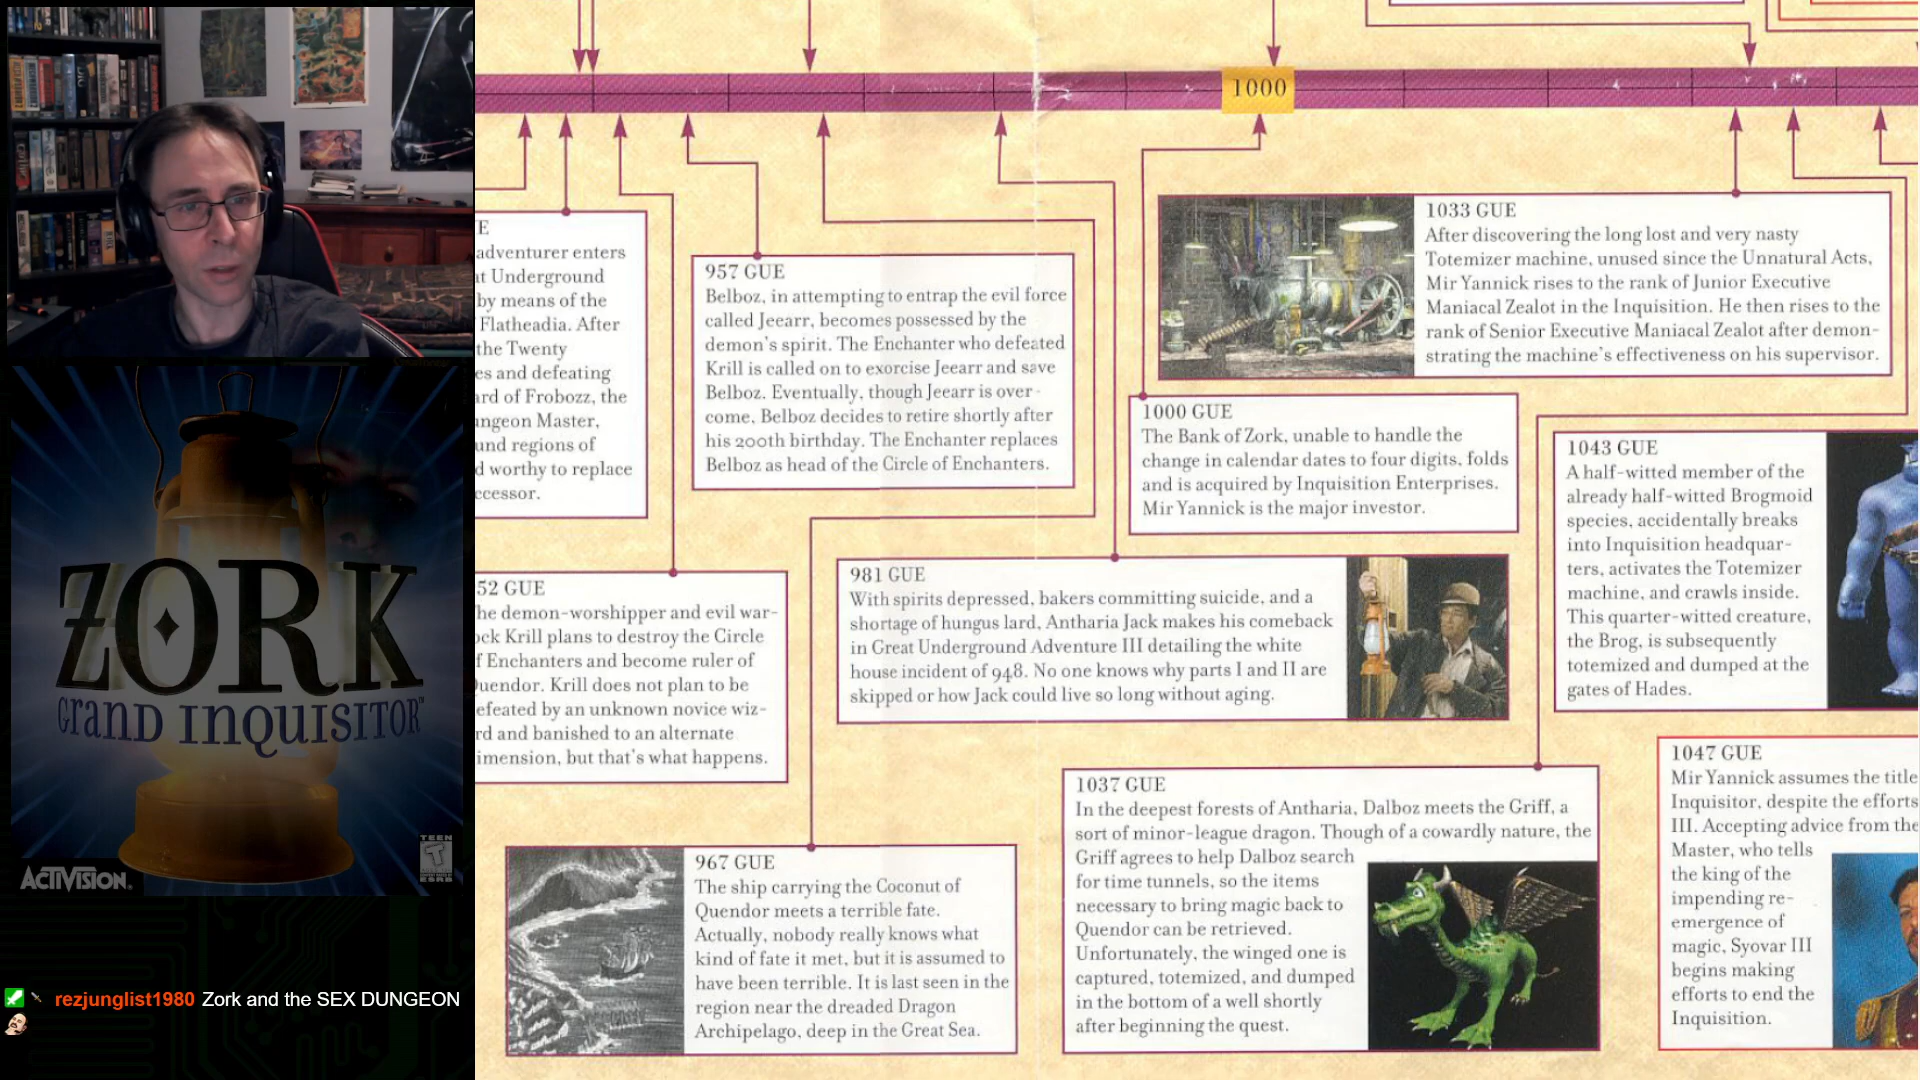 1000
E
adventurer enters
at Underground
by means of the
Flatheadia. After
the Twenty
es and defeating
ard of Frobozz, the
ungeon Master,
und regions of
d worthy to replace
ccessor.
957 GUE
Belboz, in attempting to entrap the evil force
called Jeearr, becomes possessed by the
demon's spirit. The Enchanter who defeated
Krill is called on to exorcise Jeearr and save
Belboz. Eventually, though Jeearr is over-
come, Belboz decides to retire shortly after
his 200th birthday. The Enchanter replaces
Belboz as head of the Circle of Enchanters.
1033 GUE
After discovering the long lost and very nasty
Totemizer machine, unused since the Unnatural Acts,
Mir Yannick rises to the rank of Junior Executive
Maniacal Zealot in the Inquisition. He then rises to the
rank of Senior Executive Maniacal Zealot after demon-
strating the machine's effectiveness on his supervisor.
1000 GUE
The Bank of Zork, unable to handle the
change in calendar dates to four digits, folds
and is acquired by Inquisition Enterprises.
Mir Yannick is the major investor.
1043 GUE
A half-witted member of the
already half-witted Brogmoid
species, accidentally breaks
into Inquisition headquar-
ters, activates the Totemizer
machine, and crawls inside.
This quarter-witted creature,
the Brog, is subsequently
totemized and dumped at the
gates of Hades.
52 GUE
he demon-worshipper and evil war-
ock Krill plans to destroy the Circle
f Enchanters and become ruler of
uendor. Krill does not plan to be
efeated by an unknown novice wiz-
rd and banished to an alternate
imension, but that's what happens.
981 GUE
With spirits depressed, bakers committing suicide, and a
shortage of hungus lard, Antharia Jack makes his comeback
in Great Underground Adventure III detailing the white
house incident of 948. No one knows why parts I and II are
skipped or how Jack could live so long without aging.
967 GUE
The ship carrying the Coconut of
Quendor meets a terrible fate.
Actually, nobody really knows what
kind of fate it met, but it is assumed to
have been terrible. It is last seen in the
region near the dreaded Dragon
Archipelago, deep in the Great Sea.
1037 GUE
In the deepest forests of Antharia, Dalboz meets the Griff, a
sort of minor-league dragon. Though of a cowardly nature, the
Griff agrees to help Dalboz search
for time tunnels, so the items
necessary to bring magic back to
Quendor can be retrieved.
Unfortunately, the winged one is
captured, totemized, and dumped
in the bottom of a well shortly
after beginning the quest.
1047 GUE
Mir Yannick assumes the title
Inquisitor, despite the efforts
III. Accepting advice from the
Master, who tells
the king of the
impending re-
emergence of
magic, Syovar III
begins making
efforts to end the
Inquisition.
ZORK
GRAND INQUISITOR™
ACTIVISION.
TEEN
T
ESRB
rezjunglist1980 Zork and the SEX DUNGEON